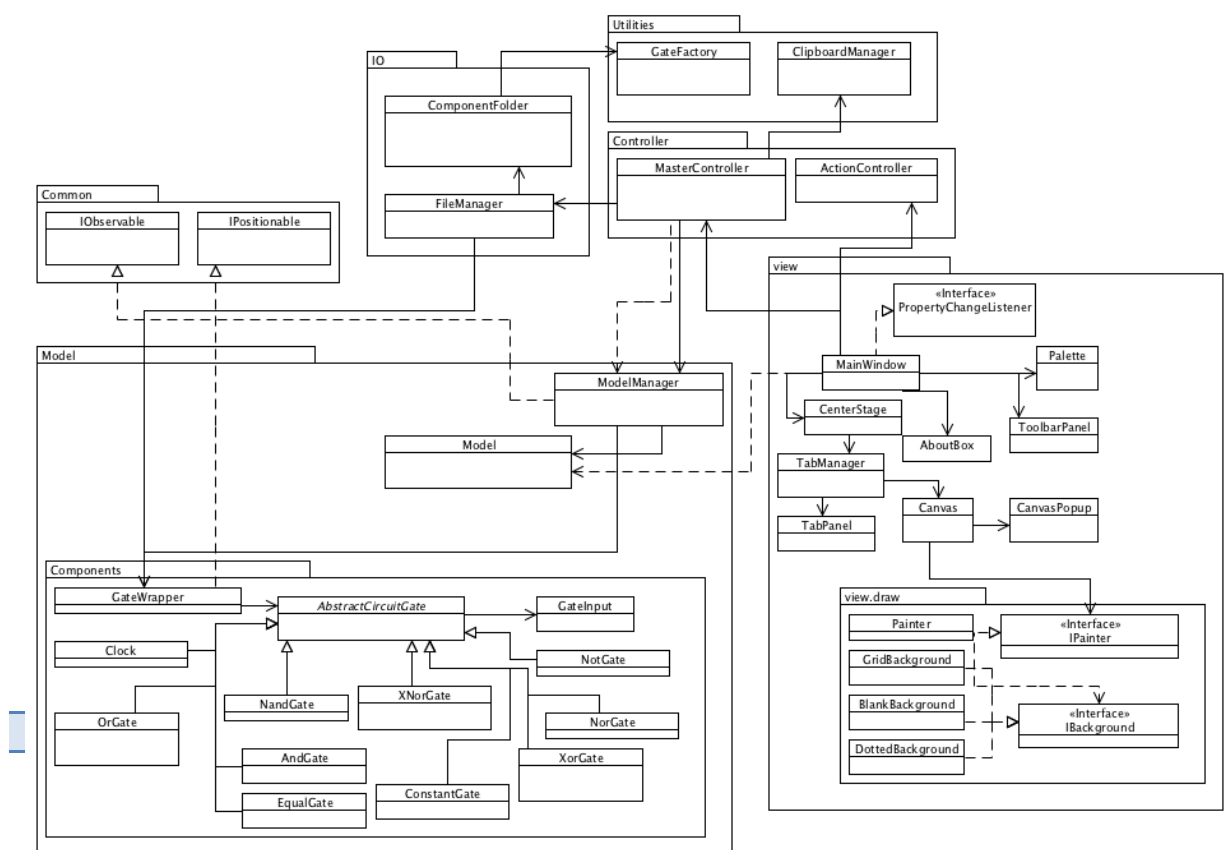 Utilities
GateFactory
ClipboardManager
IO
ComponentFolder
FileManager
Controller
MasterController
ActionController
Common
IObservable
IPositionable
view
«Interface»
PropertyChangeListener
MainWindow
Palette
CenterStage
ToolbarPanel
AboutBox
TabManager
Canvas
CanvasPopup
TabPanel
Model
ModelManager
Model
Components
GateWrapper
AbstractCircuitGate
GateInput
Clock
NotGate
NandGate
XNorGate
OrGate
NorGate
AndGate
XorGate
ConstantGate
EqualGate
view.draw
Painter
«Interface»
IPainter
GridBackground
BlankBackground
«Interface»
IBackground
DottedBackground